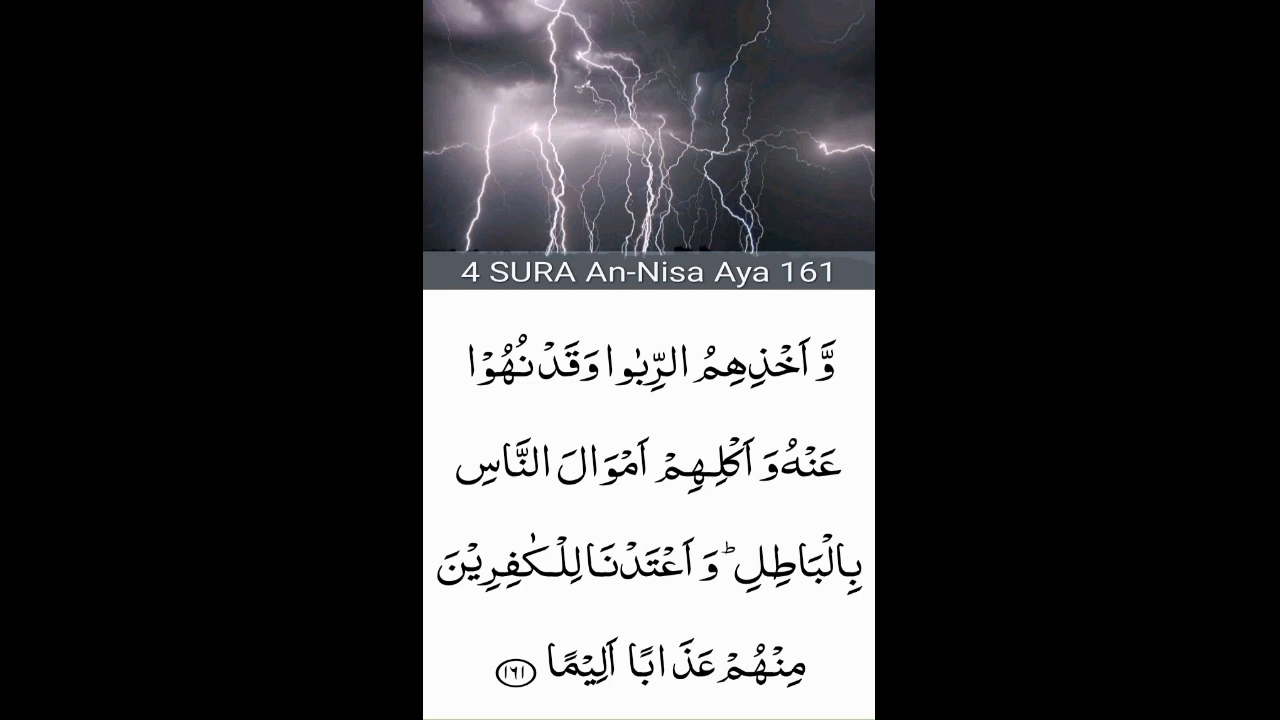 4 SURA An-Nisa Aya 161
وَّ اَخْذِهِمُ الرِّبٰوا وَقَدْ نُهُوْا
عَنْهُ وَ اَكْلِهِمْ اَمْوَالَ النَّاسِ
بِالْبَاطِلِ ؕ وَ اَعْتَدْنَا لِلْكٰفِرِيْنَ
مِنْهُمْ عَذَابًا اَلِيْمًا ١٦١